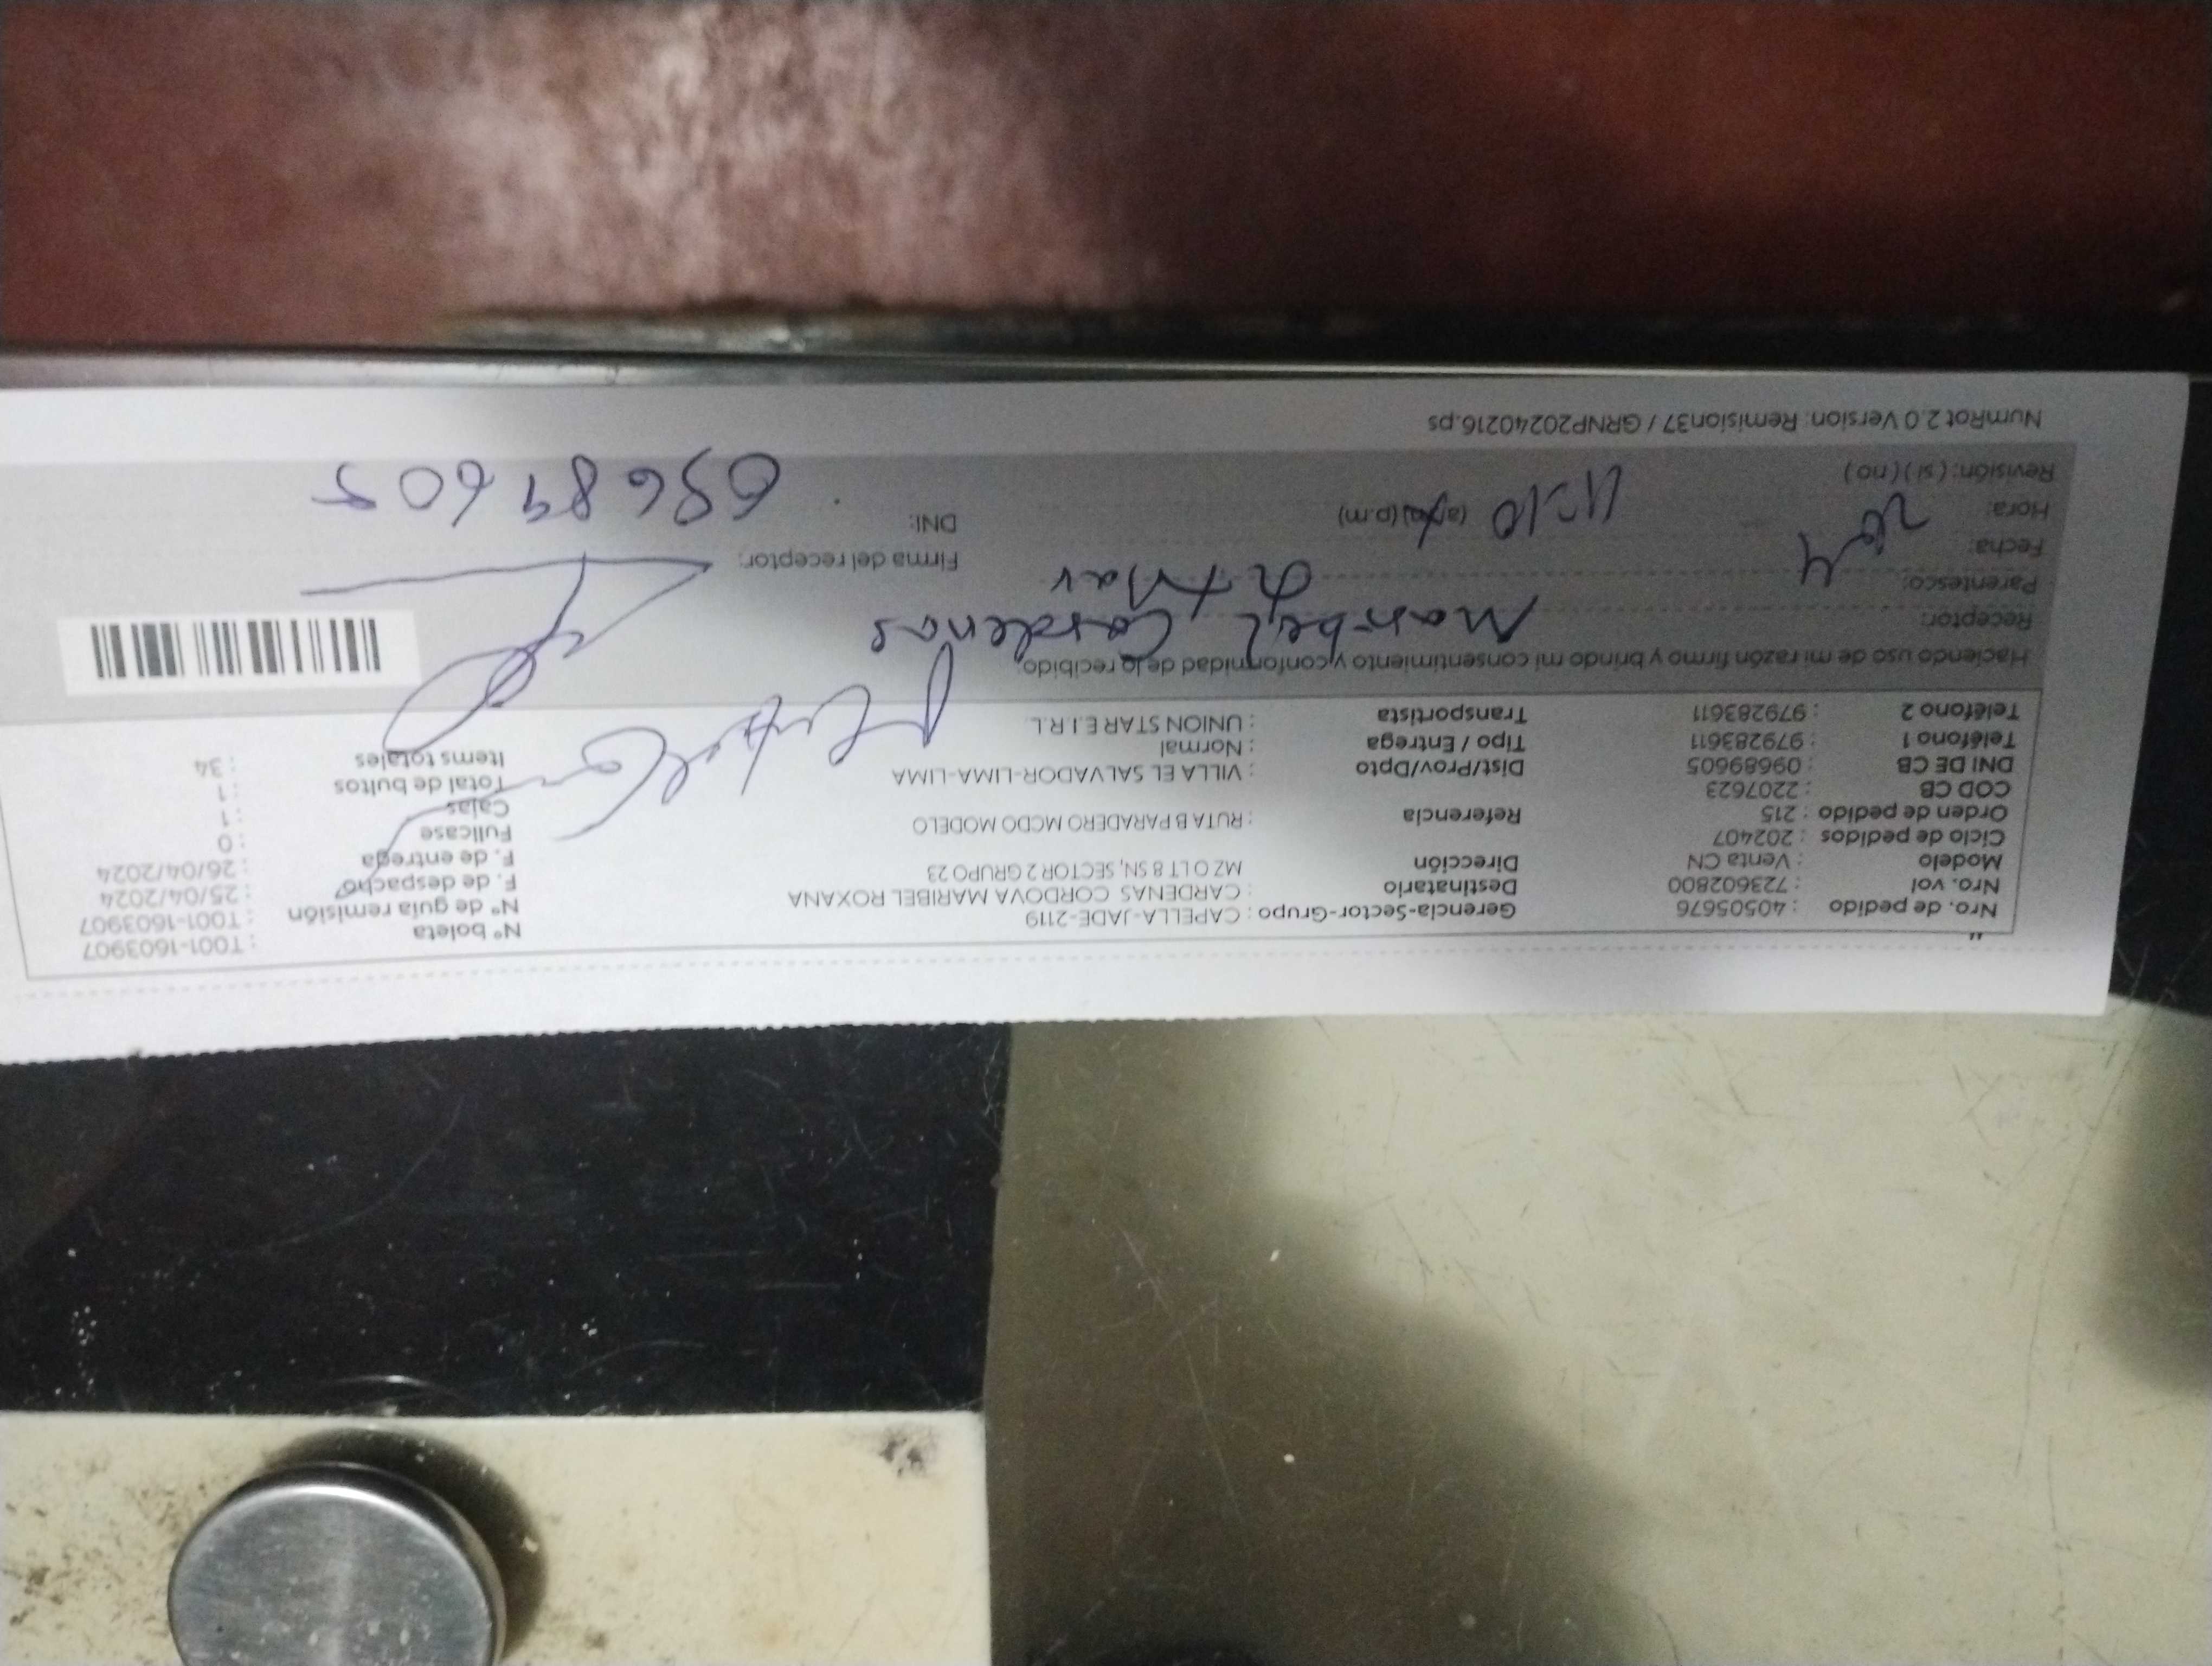 Nro. de pedido : 40505676 Gerencia-Sector-Grupo : CAPELLA-JADE-2119 N° boleta : T001-1603907
Nro. vol : 723602800 Destinatario : CARDENAS CORDOVA MARIBEL ROXANA N° de guía remisión : T001-1603907
Modelo : Venta CN Dirección MZ O LT 8 SN, SECTOR 2 GRUPO 23 F. de despacho : 25/04/2024
Ciclo de pedidos : 202407 F. de entrega : 26/04/2024
Orden de pedido : 215 Referencia : RUTA B PARADERO MCDO MODELO Fullcase : 0
COD CB : 2207623 Cajas : 1
DNI DE CB : 09689605 Dist/Prov/Dpto : VILLA EL SALVADOR-LIMA-LIMA Total de bultos : 1
Teléfono 1 : 979283611 Tipo / Entrega : Normal Items totales : 34
Teléfono 2 : 979283611 Transportista : UNION STAR E.I.R.L
Haciendo uso de mi razón firmo y brindo mi consentimiento y conformidad de lo recibido
Receptor: Maribel Cardenas
Parentesco: titular
Fecha: 26 4 Firma del receptor:
Hora: 11:10 (a.m) (p.m) DNI: 09689605
Revisión: ( si ) ( no )
NumRot 2.0 Version: Remision37 / GRNP20240216.ps